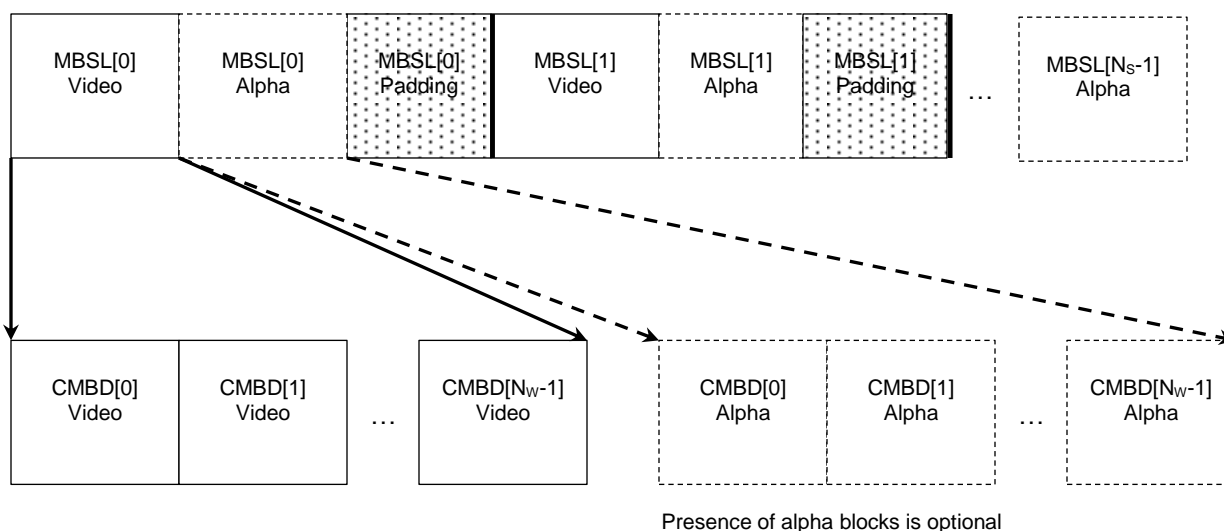 MBSL[0]
Video
MBSL[0]
Alpha
MBSL[0]
Padding
MBSL[1]
Video
MBSL[1]
Alpha
MBSL[1]
Padding
…
MBSL[NS-1]
Alpha
CMBD[0]
Video
CMBD[1]
Video
…
CMBD[NW-1]
Video
CMBD[0]
Alpha
CMBD[1]
Alpha
…
CMBD[NW-1]
Alpha
Presence of alpha blocks is optional